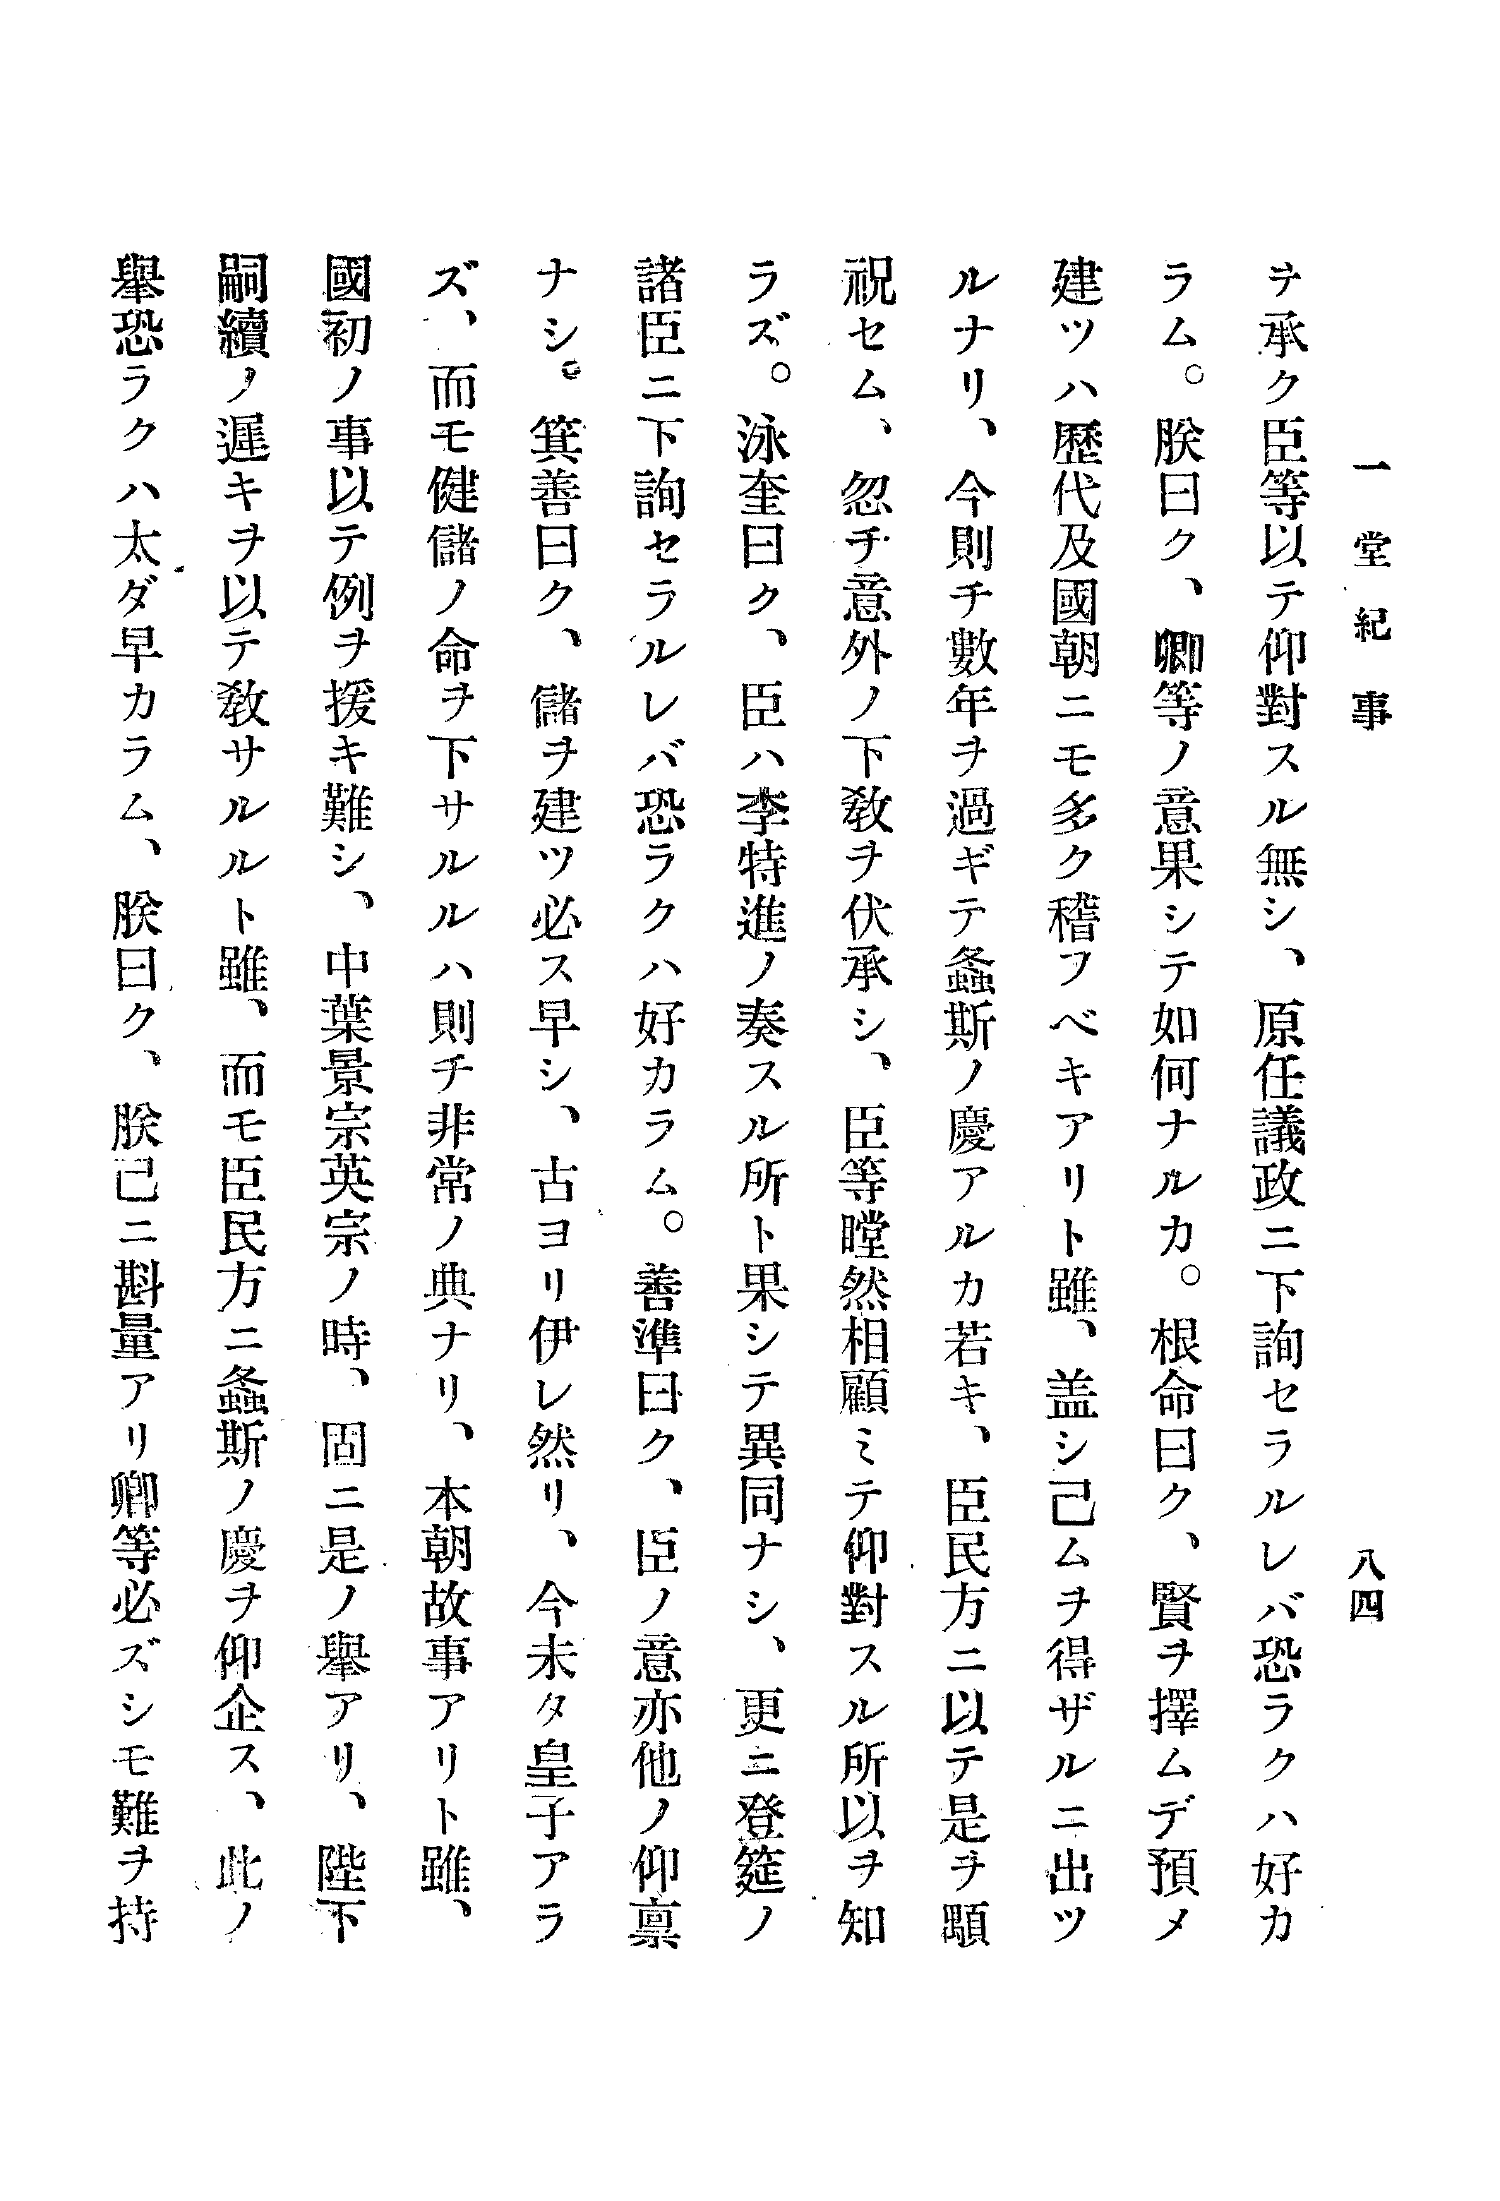 一堂紀事　八四
ヲ承ク臣等以テ仰對スル無シ、原任議政ニ下詢セラルレバ恐ラクハ好カ
ラム。朕曰ク、卿等ノ意果シテ如何ナルカ。根命曰ク、賢ヲ擇ムデ預メ
建ツハ歷代及國朝ニモ多ク稽フベキアリト雖、盖シ已ムヲ得ザルニ出ツ
ルナリ、今則チ數年ヲ過ギテ螽斯ノ慶アルカ若キ、臣民方ニ以テ是ヲ顒
祝セム、忽チ意外ノ下敎ヲ伏承シ、臣等瞠然相顧ミテ仰對スル所以ヲ知
ラズ。泳奎曰ク、臣ハ李特進ノ奏スル所ト果シテ異同ナシ、更ニ登筵ノ
諸臣ニ下詢セラルレバ恐ラクハ好カラム。善準曰ク、臣ノ意亦他ノ仰禀
ナシ。箕善曰ク、儲ヲ建ツ必ス早シ、古ヨリ伊レ然リ、今未タ皇子アラ
ズ、而モ健儲ノ命ヲ下サルルハ則チ非常ノ典ナリ、本朝故事アリト雖、
國初ノ事以テ例ヲ援キ難シ、中葉景宗英宗ノ時、固ニ是ノ擧アリ、陛下
嗣續ノ遲キヲ以テ敎サルルト雖、而モ臣民方ニ螽斯ノ慶ヲ仰企ス、此ノ
擧恐ラクハ太ダ早カラム、朕曰ク、朕已ニ斟量アリ卿等必ズシモ難ヲ持